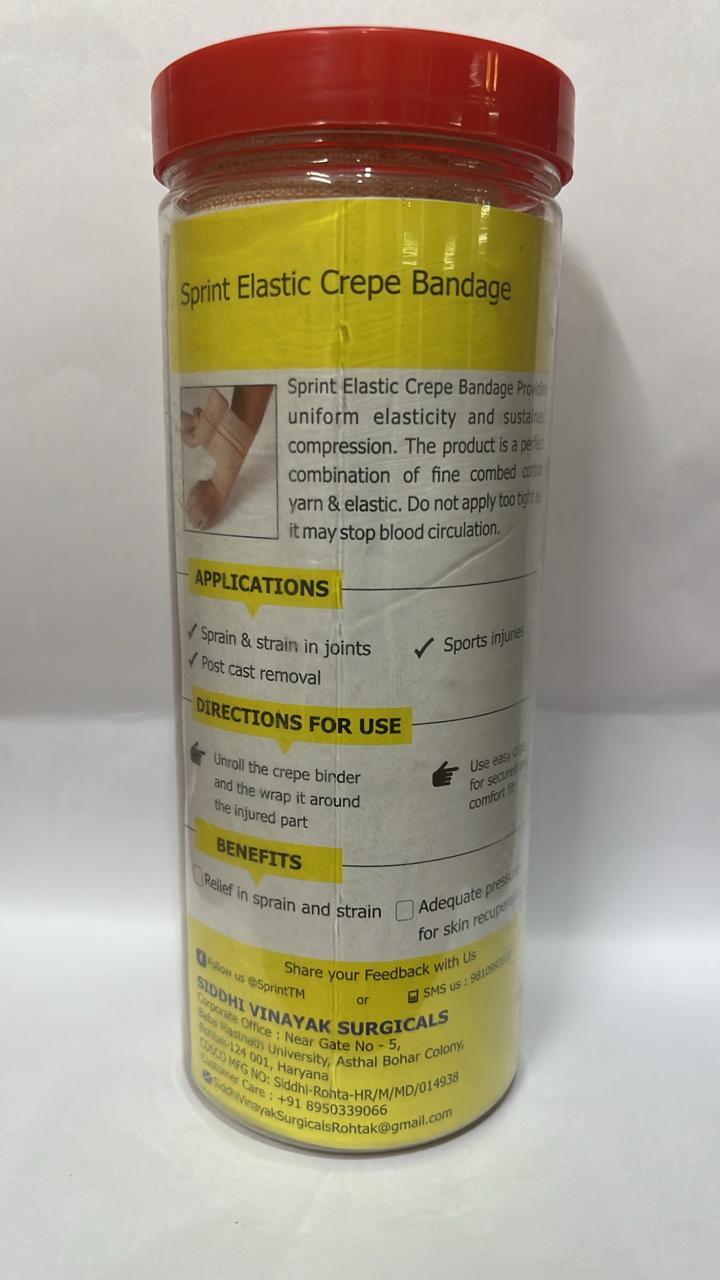 Sprint Elastic Crepe Bandage
Sprint Elastic Crepe Bandage Provides
uniform elasticity and sustained
compression. The product is a perfect
combination of fine combed cotton
yarn & elastic. Do not apply too tight as
it may stop blood circulation.
APPLICATIONS
✓ Sprain & strain in joints ✓ Sports injuries
✓ Post cast removal
DIRECTIONS FOR USE
Unroll the crepe binder
and the wrap it around
the injured part
Use easy clips
for secured and
comfort fit
BENEFITS
Relief in sprain and strain
Adequate pressure
for skin
Share your Feedback with Us
Follow us @SprintTM or SMS us :
SIDDHI VINAYAK SURGICALS
Corporate Office : Near Gate No - 5,
Baba Mastnath University, Asthal Bohar Colony,
Rohtak-124 001, Haryana
CDSCO MFG NO: Siddhi-Rohta-HR/M/MD/014938
Customer Care : +91 8950339066
SiddhiVinayakSurgicalsRohtak@gmail.com